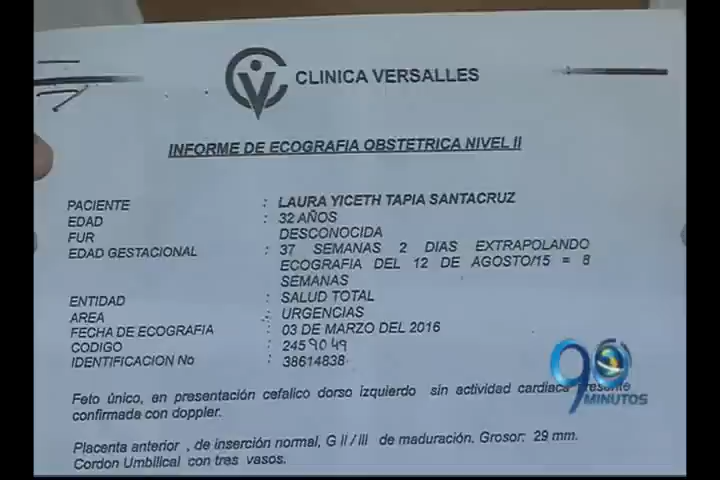 CLINICA VERSALLES
INFORME DE ECOGRAFIA OBSTETRICA NIVEL II
PACIENTE : LAURA YICETH TAPIA SANTACRUZ
EDAD : 32 AÑOS
FUR DESCONOCIDA
EDAD GESTACIONAL : 37 SEMANAS 2 DIAS EXTRAPOLANDO
ECOGRAFIA DEL 12 DE AGOSTO/15 = 8
SEMANAS
ENTIDAD : SALUD TOTAL
AREA : URGENCIAS
FECHA DE ECOGRAFIA : 03 DE MARZO DEL 2016
CODIGO : 2459049
IDENTIFICACION No : 38614838
Feto único, en presentación cefalico dorso izquierdo sin actividad cardiaca presente
confirmada con doppler.
Placenta anterior , de inserción normal, G II / III de maduración. Grosor: 29 mm.
Cordon Umbilical con tres vasos.
90
MINUTOS